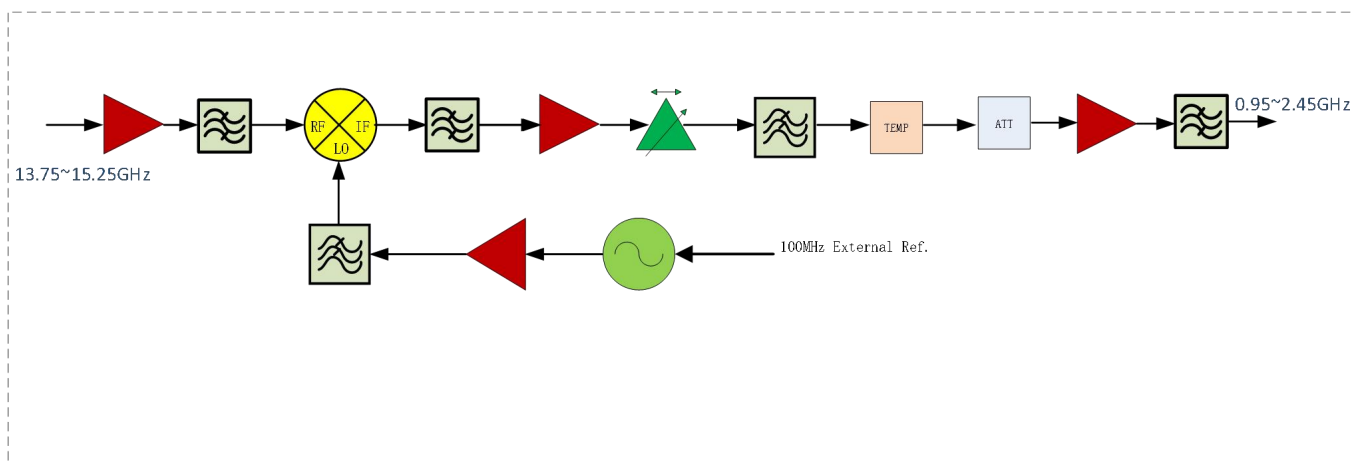 0.95~2.45GHz
RF IF
LO
TEMP
ATT
13.75~15.25GHz
100MHz External Ref.